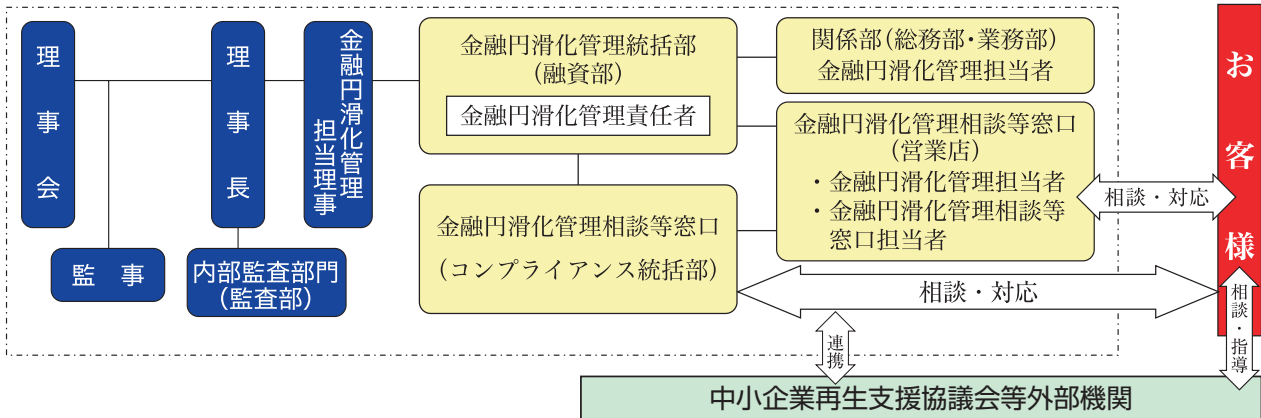 理事会
監　事
理事長
内部監査部門
(監査部)
金融円滑化管理
担当理事
金融円滑化管理統括部
(融資部)
金融円滑化管理責任者
金融円滑化管理相談等窓口
(コンプライアンス統括部)
関係部(総務部・業務部)
金融円滑化管理担当者
金融円滑化管理相談等窓口
(営業店)
・金融円滑化管理担当者
・金融円滑化管理相談等
窓口担当者
相談・対応
相談・対応
お客様
連携
相談・指導
中小企業再生支援協議会等外部機関